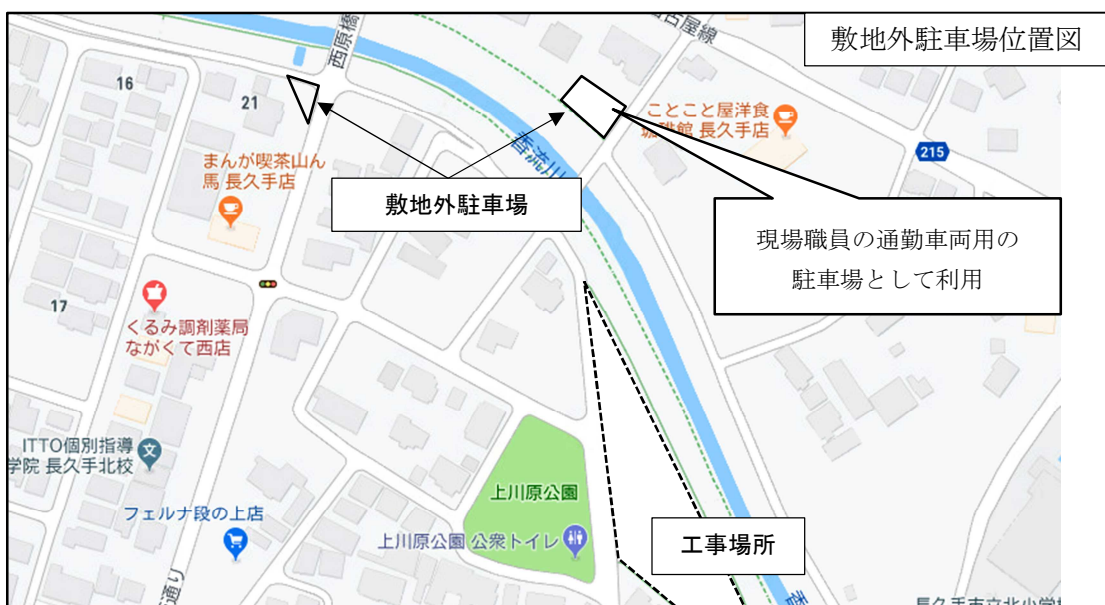 敷地外駐車場位置図
西原橋
古屋線
16
21
ことこと屋洋食
珈琲館 長久手店
215
まんが喫茶山ん
馬 長久手店
香流川
敷地外駐車場
現場職員の通勤車両用の
駐車場として利用
17
くるみ調剤薬局
ながくて西店
ITTO個別指導
学院 長久手北校
上川原公園
フェルナ段の上店
上川原公園 公衆トイレ
工事場所
通り
香
長久手市立北小学